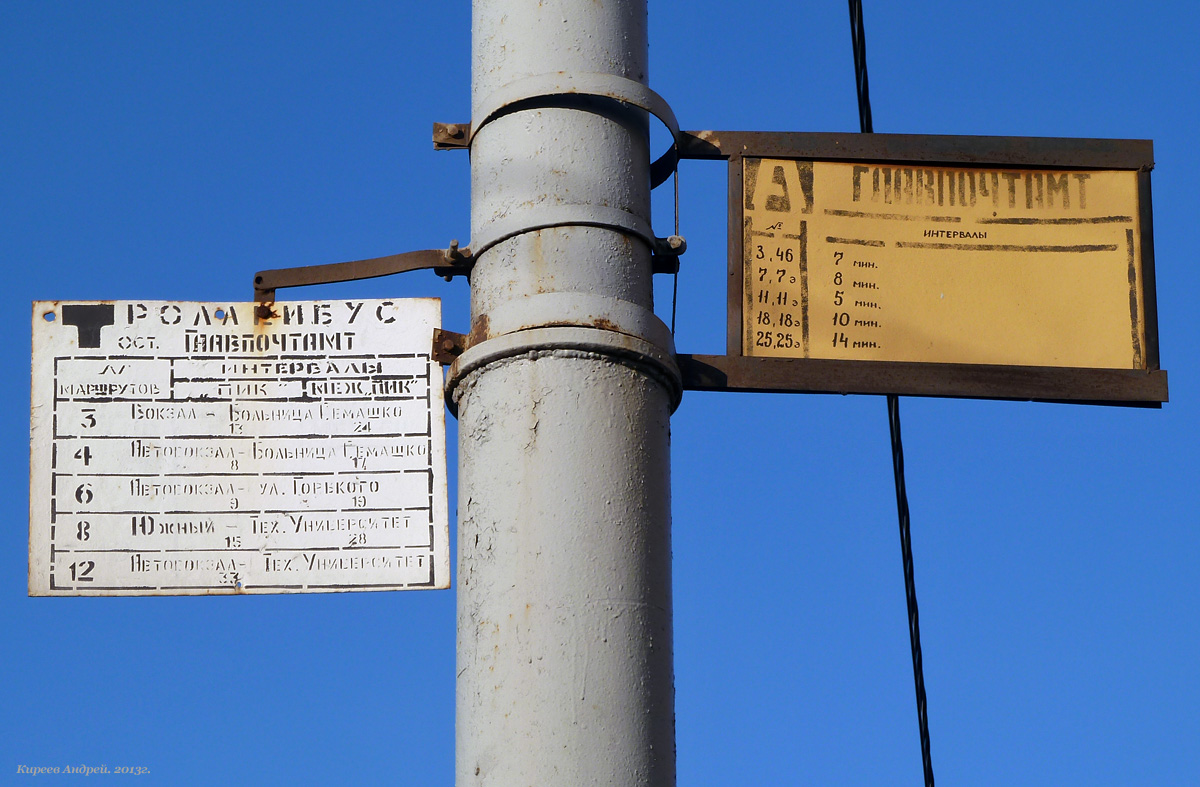 ТРОЛЛЕЙБУС
ОСТ. ГЛАВПОЧТАМТ
№ ИНТЕРВАЛЫ
МАРШРУТОВ "ПИК" МЕЖ„ПИК"
3 Вокзал – Больница Семашко
13 24
4 Автовокзал – Больница Семашко
8 17
6 Автовокзал – ул. Горького
9 19
8 Южный – Тех. Университет
15 28
12 Автовокзал – Тех. Университет
33
А ГЛАВПОЧТАМТ
№ ИНТЕРВАЛЫ
3, 46 7 мин.
7, 7э 8 мин.
11, 11э 5 мин.
18, 18э 10 мин.
25, 25э 14 мин.
Киреев Андрей. 2013г.